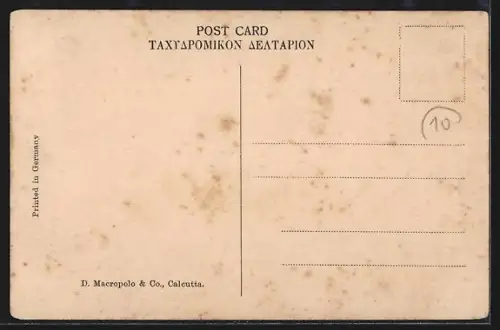 POST CARD
ΤΑΧΥΔΡΟΜΙΚΟΝ ΔΕΛΤΑΡΙΟΝ
10
Printed in Germany
D. Macropolo & Co., Calcutta.